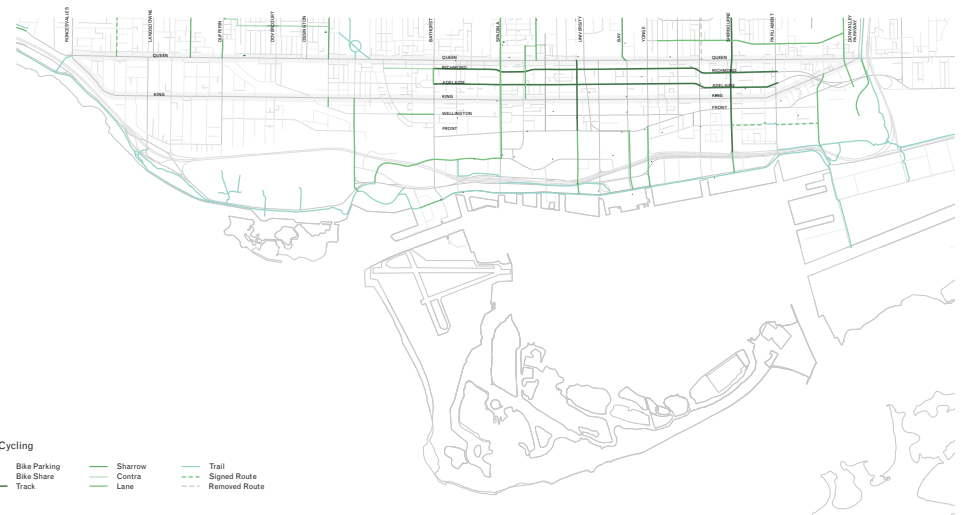 RONCESVALLES
LANSDOWNE
DUFFERIN
DOVERCOURT
OSSINGTON
BATHURST
SPADINA
UNIVERSITY
BAY
YONGE
SHERBOURNE
PARLIAMENT
DON VALLEY
PARKWAY
QUEEN
QUEEN
QUEEN
RICHMOND
RICHMOND
ADELAIDE
ADELAIDE
KING
KING
KING
WELLINGTON
FRONT
FRONT
Cycling
Bike Parking
Bike Share
Track
Sharrow
Contra
Lane
Trail
Signed Route
Removed Route